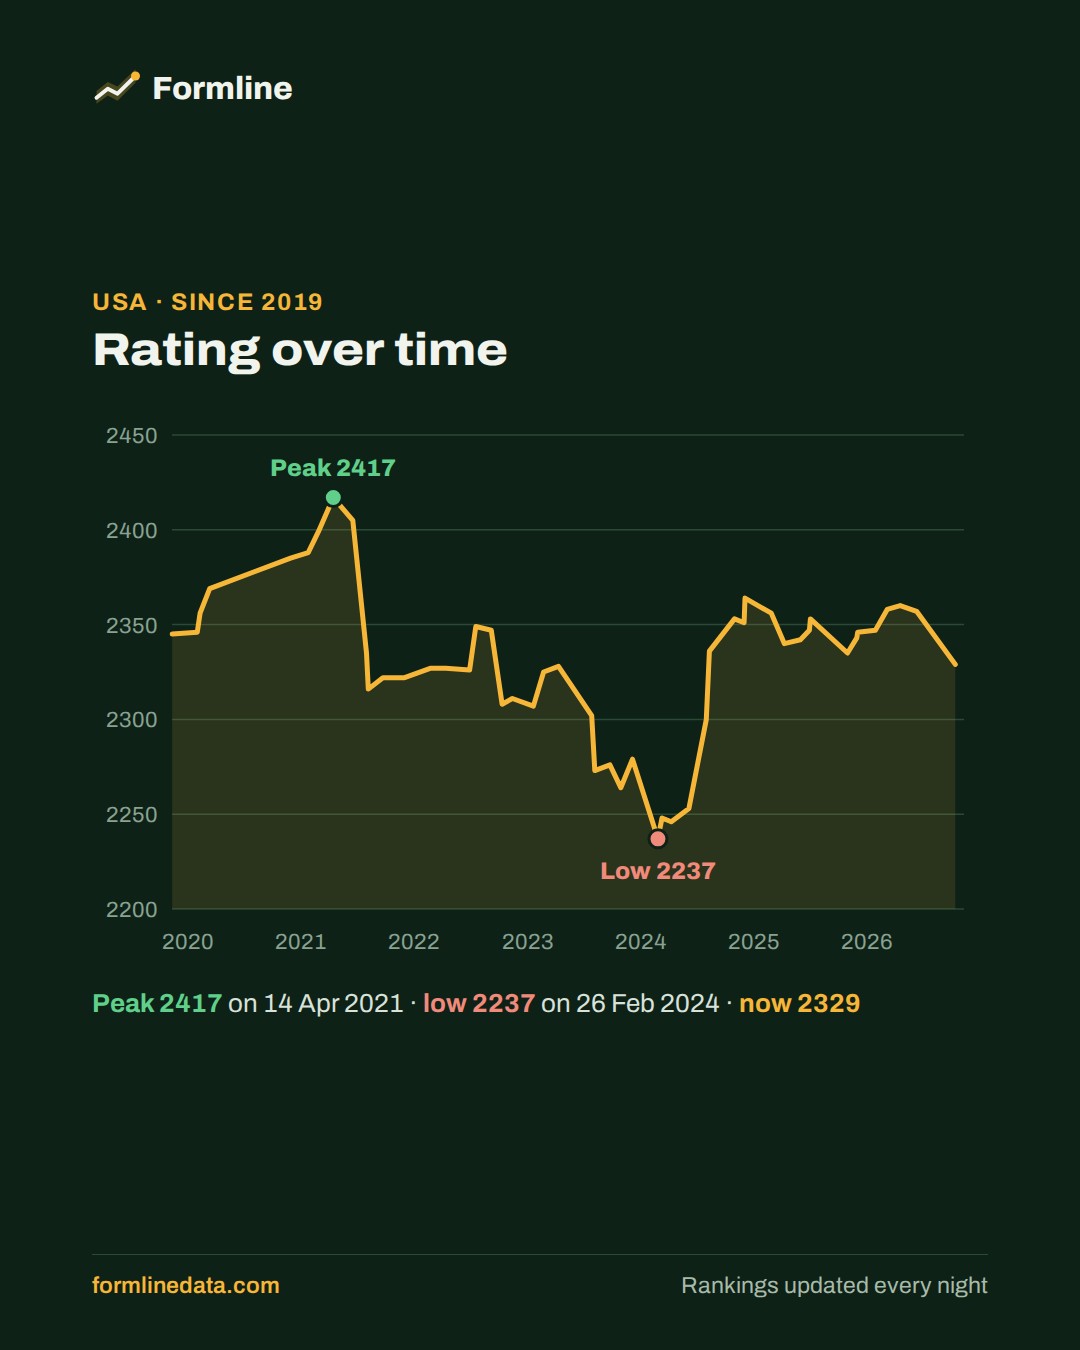 Formline
USA · SINCE 2019
Rating over time
2450
Peak 2417
2400
2350
2300
2250
Low 2237
2200
2020 2021 2022 2023 2024 2025 2026
Peak 2417 on 14 Apr 2021 · low 2237 on 26 Feb 2024 · now 2329
formlinedata.com Rankings updated every night